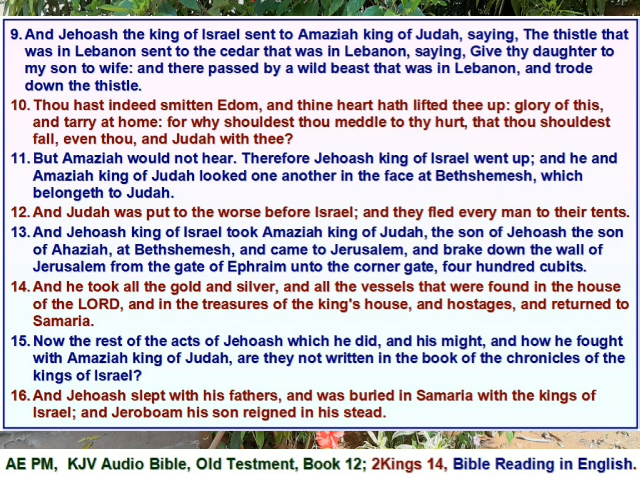 9. And Jehoash the king of Israel sent to Amaziah king of Judah, saying, The thistle that
was in Lebanon sent to the cedar that was in Lebanon, saying, Give thy daughter to
my son to wife: and there passed by a wild beast that was in Lebanon, and trode
down the thistle.
10. Thou hast indeed smitten Edom, and thine heart hath lifted thee up: glory of this,
and tarry at home: for why shouldest thou meddle to thy hurt, that thou shouldest
fall, even thou, and Judah with thee?
11. But Amaziah would not hear. Therefore Jehoash king of Israel went up; and he and
Amaziah king of Judah looked one another in the face at Bethshemesh, which
belongeth to Judah.
12. And Judah was put to the worse before Israel; and they fled every man to their tents.
13. And Jehoash king of Israel took Amaziah king of Judah, the son of Jehoash the son
of Ahaziah, at Bethshemesh, and came to Jerusalem, and brake down the wall of
Jerusalem from the gate of Ephraim unto the corner gate, four hundred cubits.
14. And he took all the gold and silver, and all the vessels that were found in the house
of the LORD, and in the treasures of the king's house, and hostages, and returned to
Samaria.
15. Now the rest of the acts of Jehoash which he did, and his might, and how he fought
with Amaziah king of Judah, are they not written in the book of the chronicles of the
kings of Israel?
16. And Jehoash slept with his fathers, and was buried in Samaria with the kings of
Israel; and Jeroboam his son reigned in his stead.
AE PM, KJV Audio Bible, Old Testment, Book 12; 2Kings 14, Bible Reading in English.